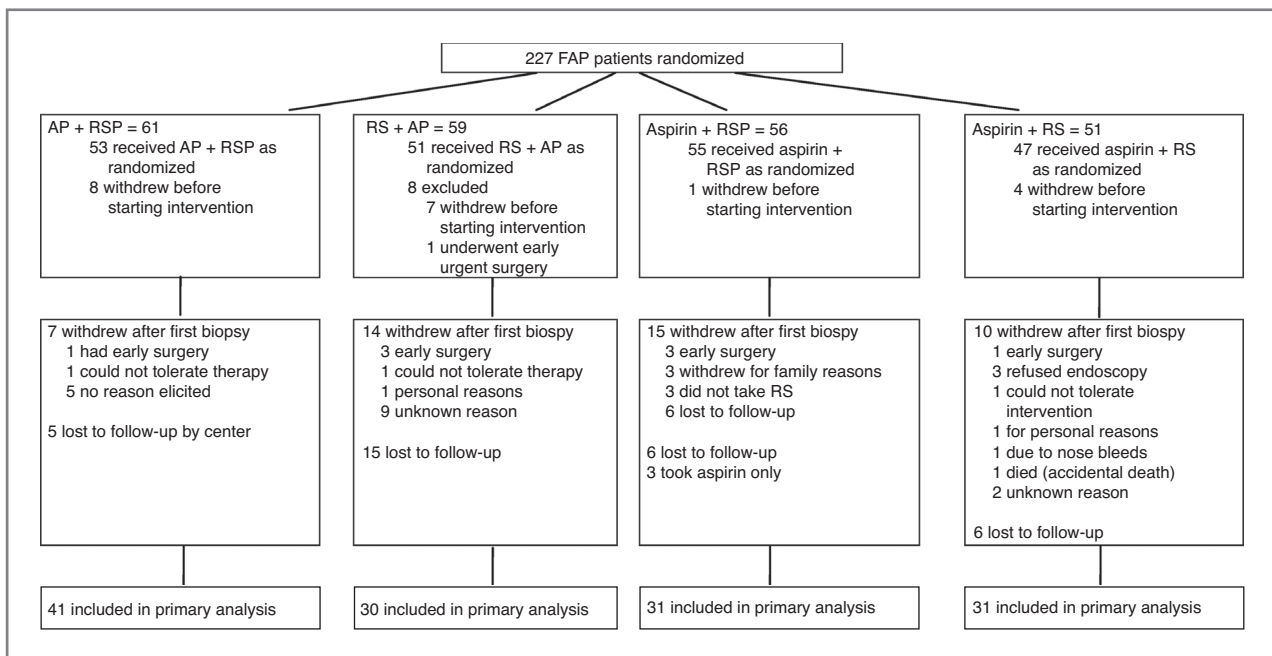 227 FAP patients randomized
AP + RSP = 61
53 received AP + RSP as
randomized
8 withdrew before
starting intervention
RS + AP = 59
51 received RS + AP as
randomized
8 excluded
7 withdrew before
starting intervention
1 underwent early
urgent surgery
Aspirin + RSP = 56
55 received aspirin +
RSP as randomized
1 withdrew before
starting intervention
Aspirin + RS = 51
47 received aspirin + RS
as randomized
4 withdrew before
starting intervention
7 withdrew after first biopsy
1 had early surgery
1 could not tolerate therapy
5 no reason elicited
5 lost to follow-up by center
14 withdrew after first biospy
3 early surgery
1 could not tolerate therapy
1 personal reasons
9 unknown reason
15 lost to follow-up
15 withdrew after first biospy
3 early surgery
3 withdrew for family reasons
3 did not take RS
6 lost to follow-up
6 lost to follow-up
3 took aspirin only
10 withdrew after first biospy
1 early surgery
3 refused endoscopy
1 could not tolerate
intervention
1 for personal reasons
1 due to nose bleeds
1 died (accidental death)
2 unknown reason
6 lost to follow-up
41 included in primary analysis
30 included in primary analysis
31 included in primary analysis
31 included in primary analysis